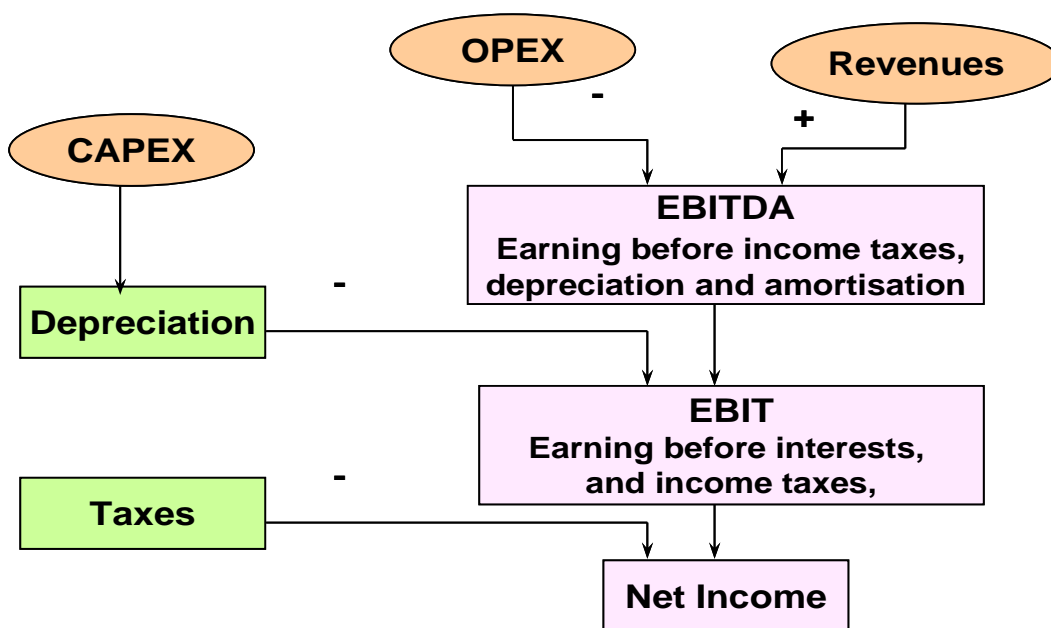 OPEX
Revenues
-
+
CAPEX
EBITDA
Earning before income taxes,
depreciation and amortisation
-
Depreciation
EBIT
Earning before interests,
and income taxes,
-
Taxes
Net Income